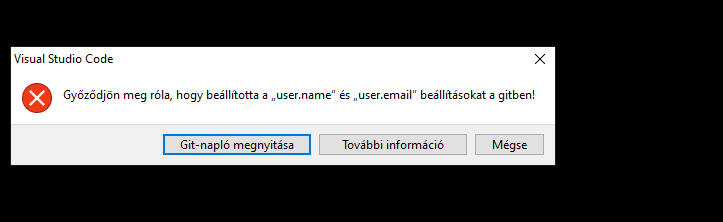 Visual Studio Code
Győződjön meg róla, hogy beállította a „user.name” és „user.email” beállításokat a gitben!
Git-napló megnyitása
További információ
Mégse